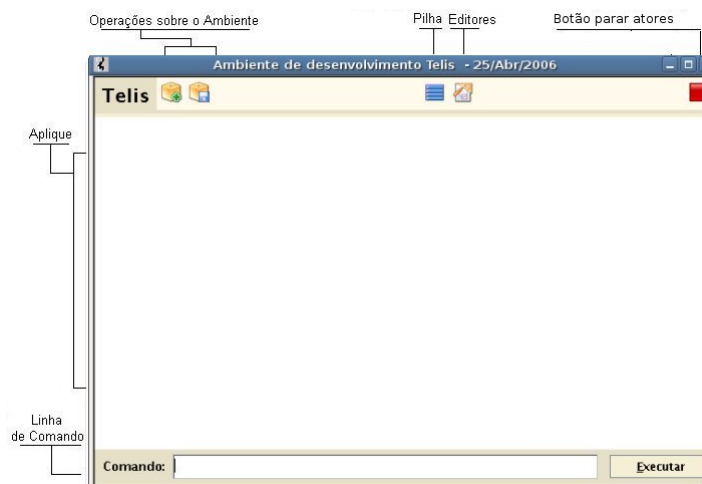 Operações sobre o Ambiente
Pilha
Editores
Botão parar atores
Ambiente de desenvolvimento Telis - 25/Abr/2006
Telis
Aplique
Linha
de Comando
Comando:
Executar